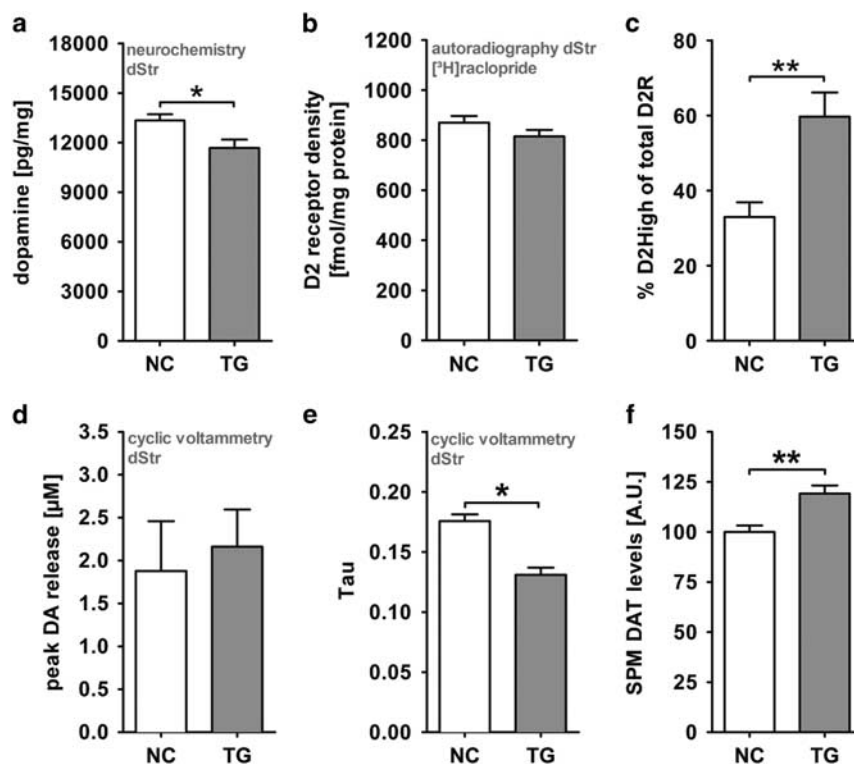 a
neurochemistry
dStr
dopamine [pg/mg]
18000
15000
12000
9000
6000
3000
0
*
NC TG
b
autoradiography dStr
[³H]raclopride
D2 receptor density
[fmol/mg protein]
1200
1000
800
600
400
200
0
NC TG
c
% D2High of total D2R
80
60
40
20
0
**
NC TG
d
cyclic voltammetry
dStr
peak DA release [µM]
3.5
3.0
2.5
2.0
1.5
1.0
0.5
0.0
NC TG
e
cyclic voltammetry
dStr
Tau
0.25
0.20
0.15
0.10
0.05
0.00
*
NC TG
f
SPM DAT levels [A.U.]
150
125
100
75
50
25
0
**
NC TG